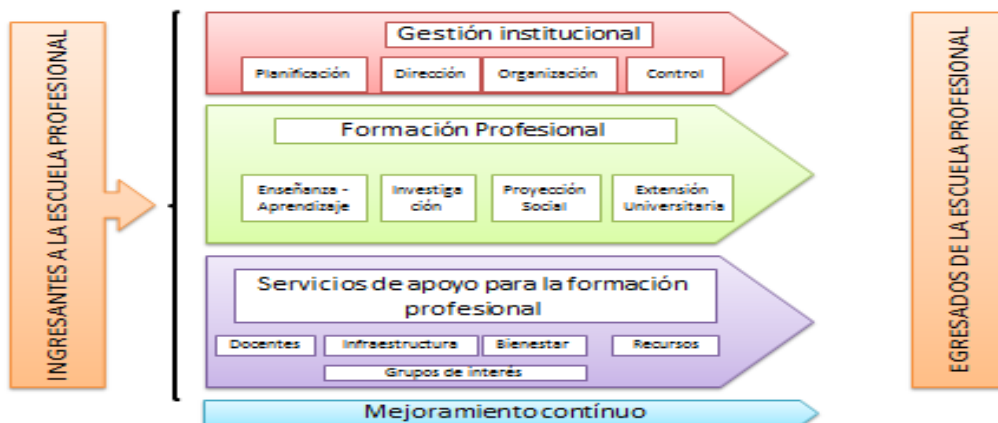 INGRESANTES A LA ESCUELA PROFESIONAL
Gestión institucional
Planificación
Dirección
Organización
Control
Formación Profesional
Enseñanza -
Aprendizaje
Investiga
ción
Proyección
Social
Extensión
Universitaria
Servicios de apoyo para la formación
profesional
Docentes
Infraestructura
Bienestar
Recursos
Grupos de interés
Mejoramiento contínuo
EGRESADOS DE LA ESCUELA PROFESIONAL